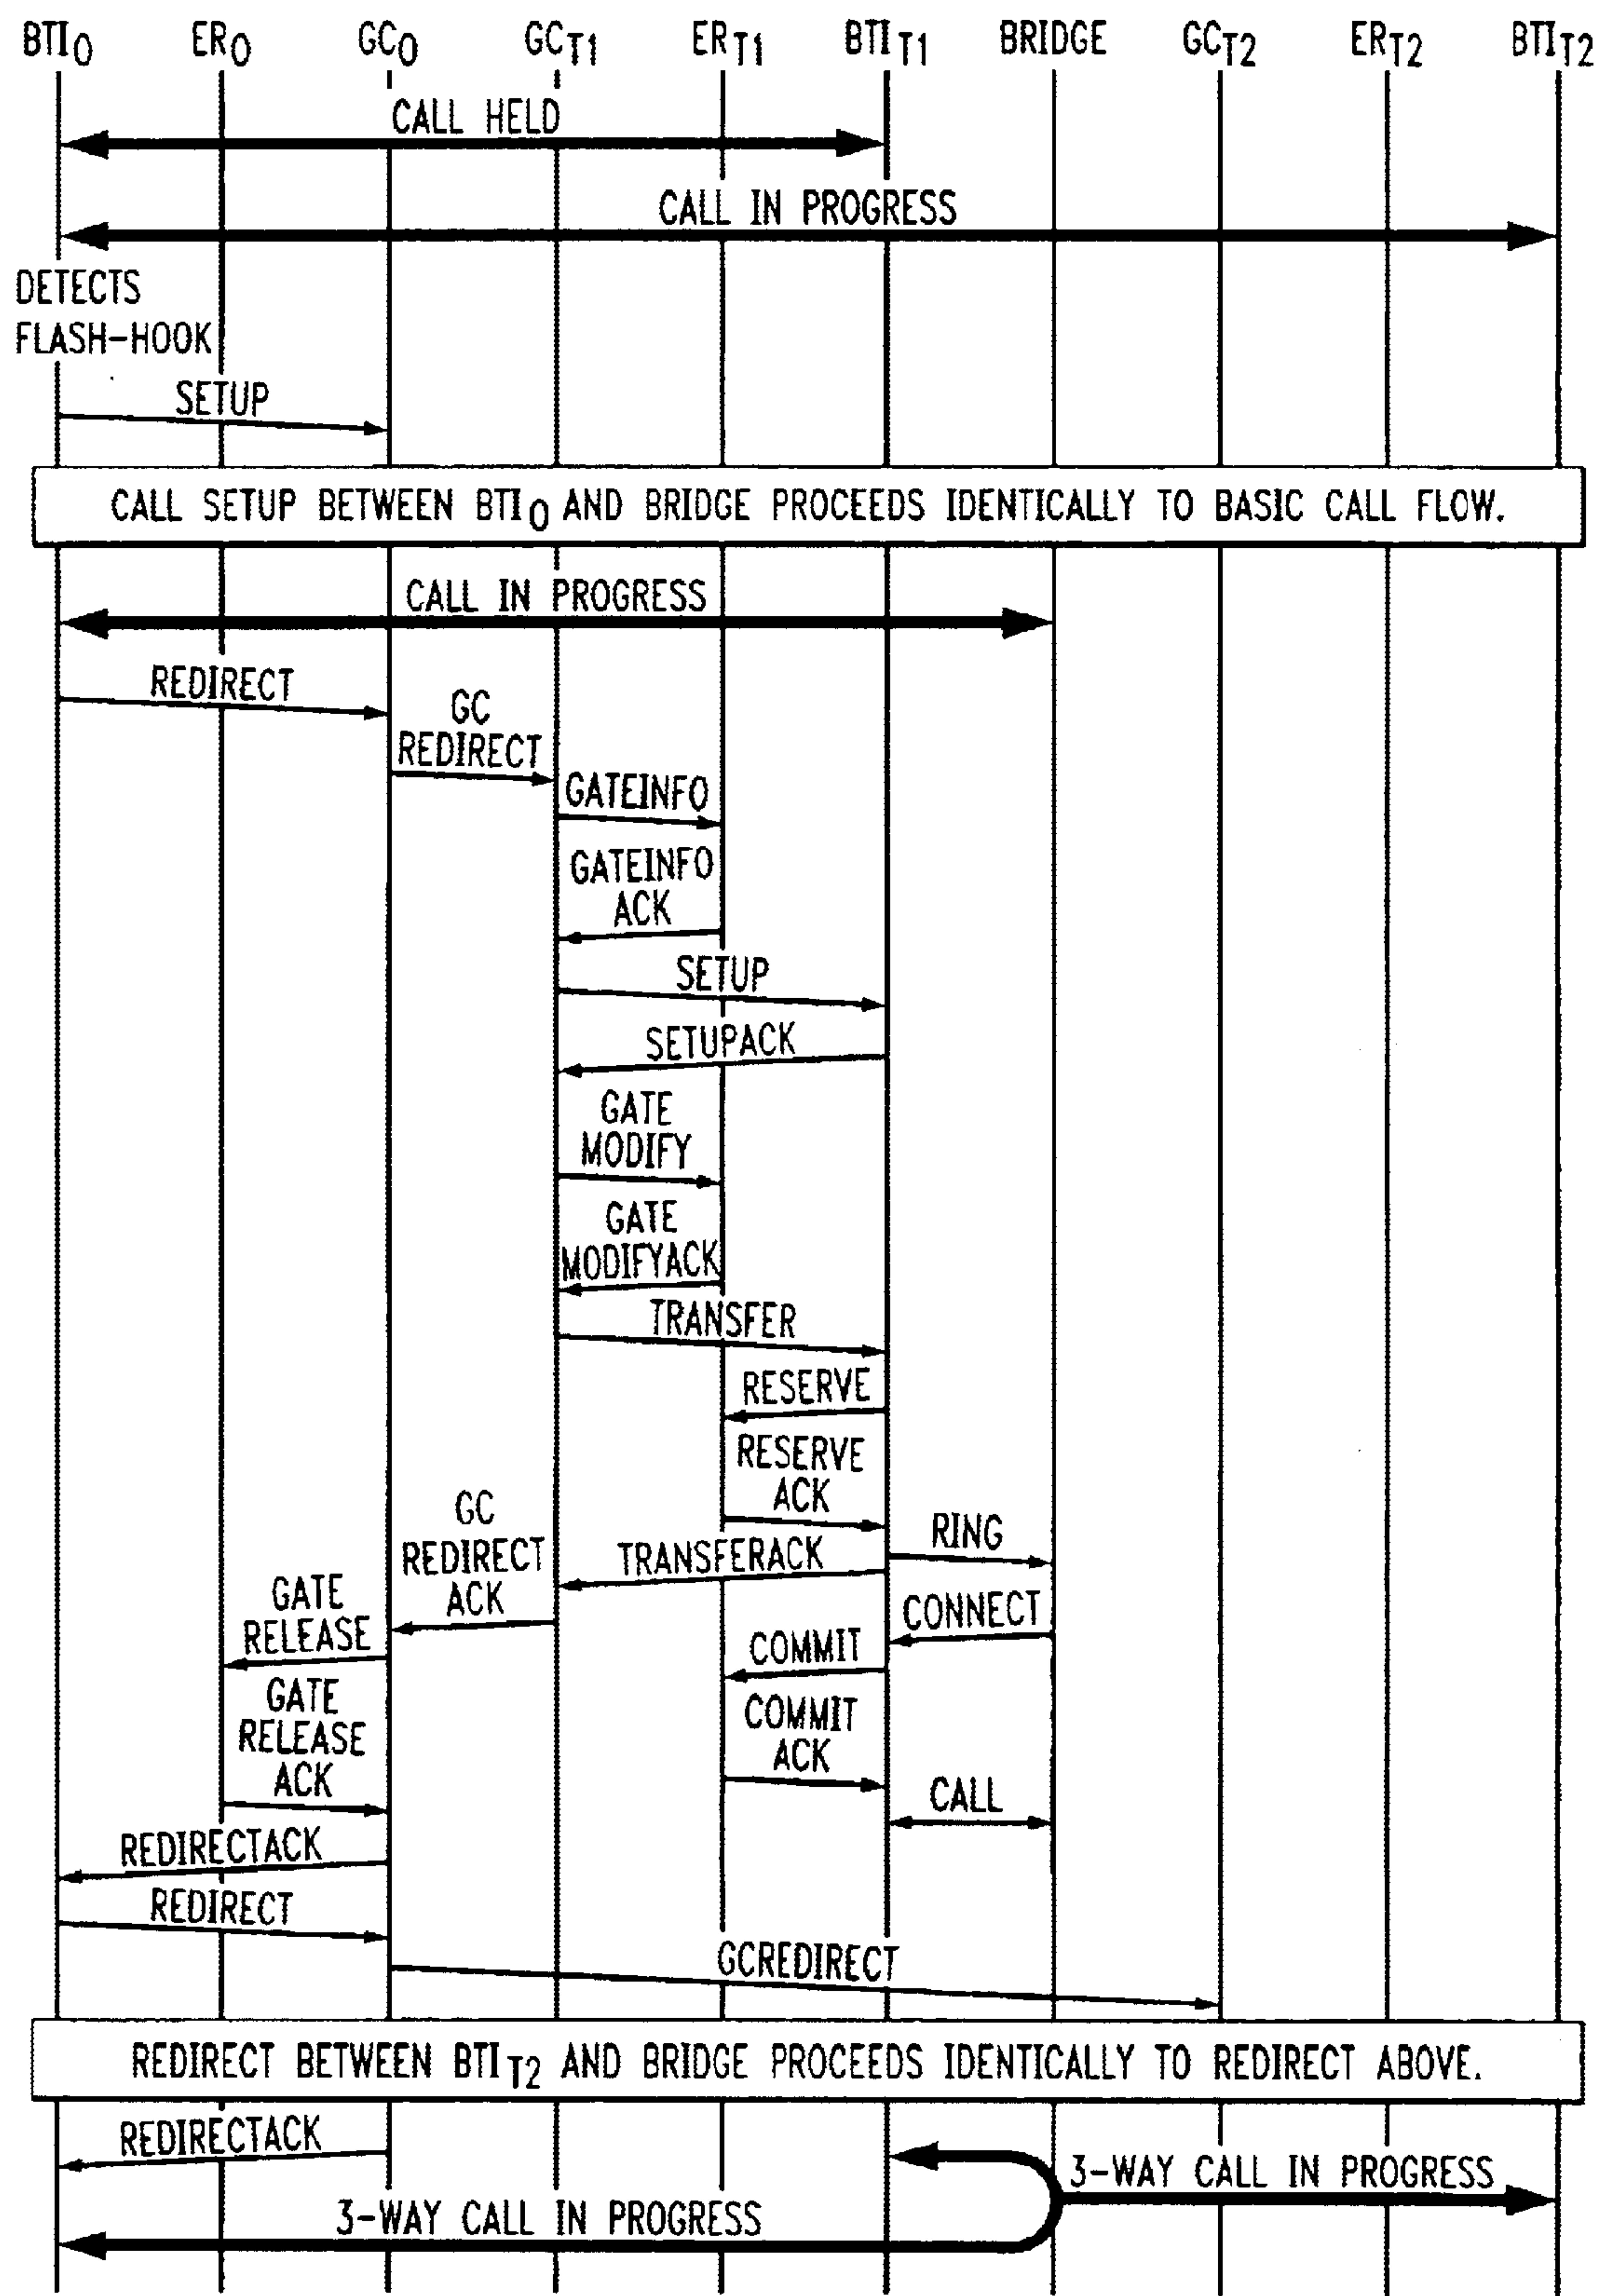 BTIO ERO GCO GCT1 ERT1 BTIT1 BRIDGE GCT2 ERT2 BTIT2
CALL HELD
CALL IN PROGRESS
DETECTS
FLASH-HOOK
SETUP
CALL SETUP BETWEEN BTIO AND BRIDGE PROCEEDS IDENTICALLY TO BASIC CALL FLOW.
CALL IN PROGRESS
REDIRECT
GC
REDIRECT
GATEINFO
GATEINFO
ACK
SETUP
SETUPACK
GATE
MODIFY
GATE
MODIFYACK
TRANSFER
RESERVE
RESERVE
ACK
RING
GC
REDIRECT
ACK
TRANSFERACK
GATE
RELEASE
CONNECT
COMMIT
GATE
RELEASE
ACK
COMMIT
ACK
CALL
REDIRECTACK
REDIRECT
GCREDIRECT
REDIRECT BETWEEN BTIT2 AND BRIDGE PROCEEDS IDENTICALLY TO REDIRECT ABOVE.
REDIRECTACK
3-WAY CALL IN PROGRESS
3-WAY CALL IN PROGRESS